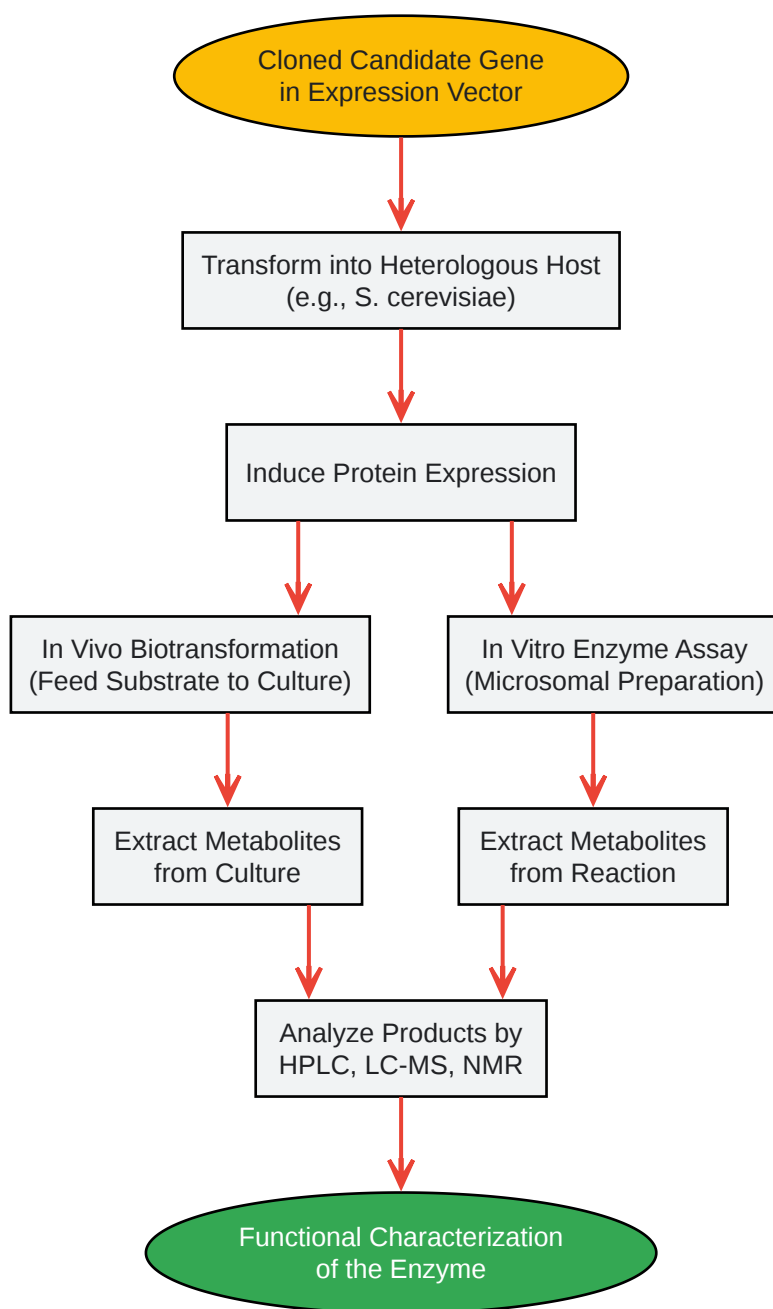 Cloned Candidate Gene
in Expression Vector
Transform into Heterologous Host
(e.g., S. cerevisiae)
Induce Protein Expression
In Vivo Biotransformation
(Feed Substrate to Culture)
In Vitro Enzyme Assay
(Microsomal Preparation)
Extract Metabolites
from Culture
Extract Metabolites
from Reaction
Analyze Products by
HPLC, LC-MS, NMR
Functional Characterization
of the Enzyme